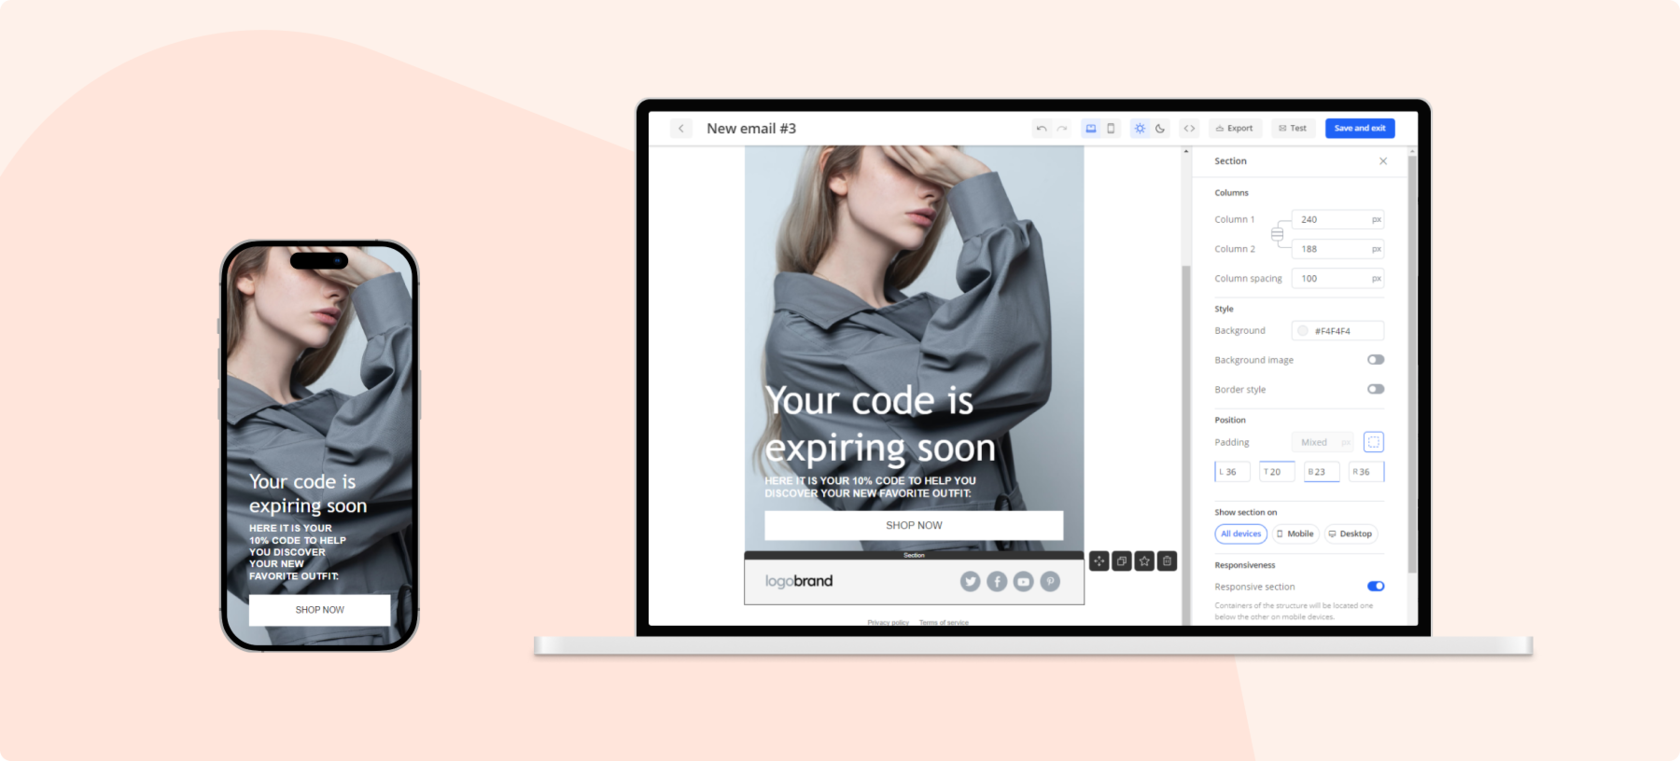 Your code is
expiring soon
HERE IT IS YOUR
10% CODE TO HELP
YOU DISCOVER
YOUR NEW
FAVORITE OUTFIT:
SHOP NOW
New email #3
Export
Test
Save and exit
Your code is
expiring soon
HERE IT IS YOUR 10% CODE TO HELP YOU
DISCOVER YOUR NEW FAVORITE OUTFIT:
SHOP NOW
Section
logobrand
Privacy policy Terms of service
Section
Columns
Column 1 240 px
Column 2 188 px
Column spacing 100 px
Style
Background #F4F4F4
Background image
Border style
Position
Padding Mixed px
L 36 T 20 B 23 R 36
Show section on
All devices Mobile Desktop
Responsiveness
Responsive section
Containers of the structure will be located one
below the other on mobile devices.